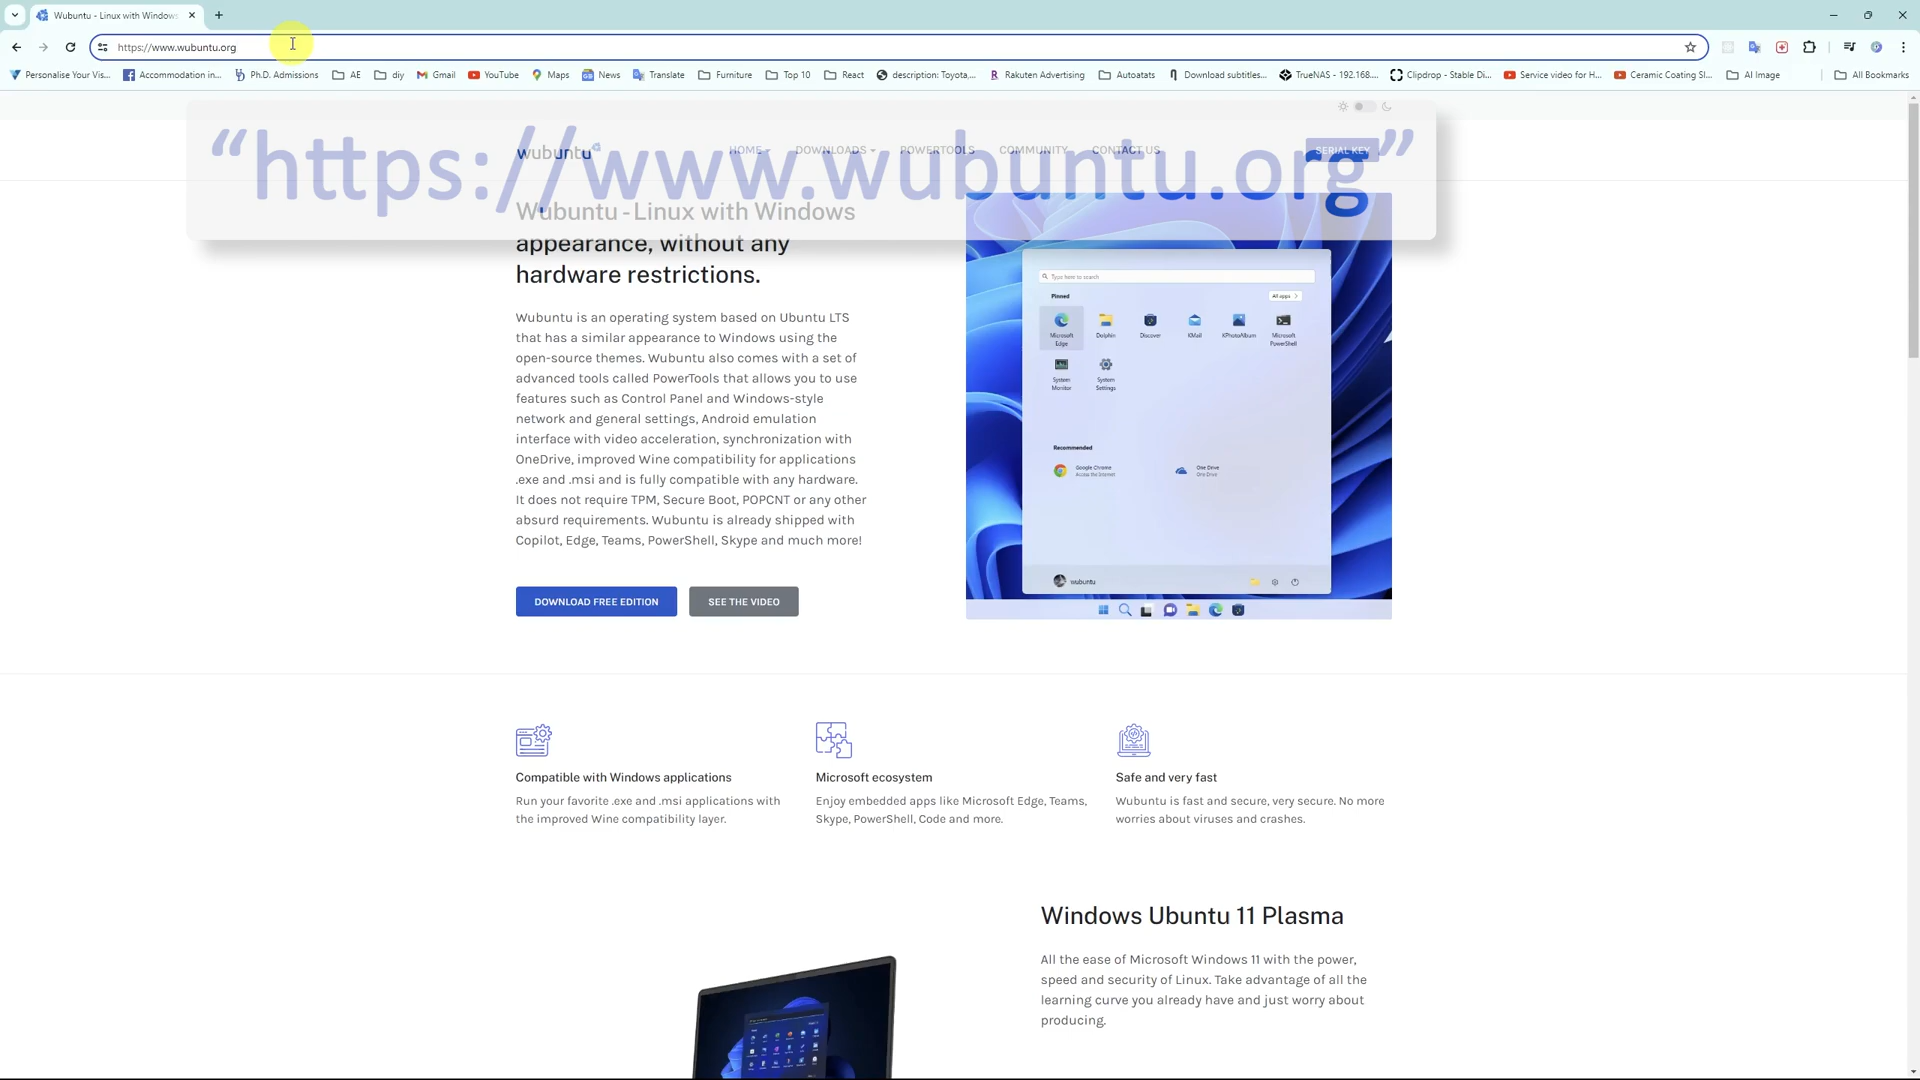 Wubuntu - Linux with Windows
https://www.wubuntu.org
Personalise Your Vis...
Accommodation in...
Ph.D. Admissions
AE
diy
Gmail
YouTube
Maps
News
Translate
Furniture
Top 10
React
description: Toyota,...
Rakuten Advertising
Autoatats
Download subtitles...
TrueNAS - 192.168....
Clipdrop - Stable Di...
Service video for H...
Ceramic Coating Sl...
AI Image
All Bookmarks
“https://www.wubuntu.org”
wubuntu
HOME
DOWNLOADS
POWERTOOLS
COMMUNITY
CONTACT US
SERIAL KEY
Wubuntu - Linux with Windows
appearance, without any
hardware restrictions.
Wubuntu is an operating system based on Ubuntu LTS
that has a similar appearance to Windows using the
open-source themes. Wubuntu also comes with a set of
advanced tools called PowerTools that allows you to use
features such as Control Panel and Windows-style
network and general settings, Android emulation
interface with video acceleration, synchronization with
OneDrive, improved Wine compatibility for applications
.exe and .msi and is fully compatible with any hardware.
It does not require TPM, Secure Boot, POPCNT or any other
absurd requirements. Wubuntu is already shipped with
Copilot, Edge, Teams, PowerShell, Skype and much more!
DOWNLOAD FREE EDITION
SEE THE VIDEO
Type here to search
Pinned
All apps
Microsoft
Edge
Dolphin
Discover
KMail
KPhotoAlbum
Microsoft
PowerShell
System
Monitor
System
Settings
Recommended
Google Chrome
Access the Internet
One Drive
One Drive
wubuntu
Compatible with Windows applications
Run your favorite .exe and .msi applications with
the improved Wine compatibility layer.
Microsoft ecosystem
Enjoy embedded apps like Microsoft Edge, Teams,
Skype, PowerShell, Code and more.
Safe and very fast
Wubuntu is fast and secure, very secure. No more
worries about viruses and crashes.
Windows Ubuntu 11 Plasma
All the ease of Microsoft Windows 11 with the power,
speed and security of Linux. Take advantage of all the
learning curve you already have and just worry about
producing.